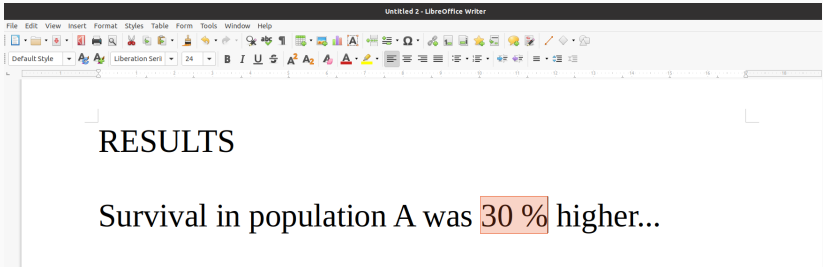 Untitled 2 - LibreOffice Writer
File Edit View Insert Format Styles Table Form Tools Window Help
Default Style Liberation Seri 24
RESULTS
Survival in population A was 30 % higher...